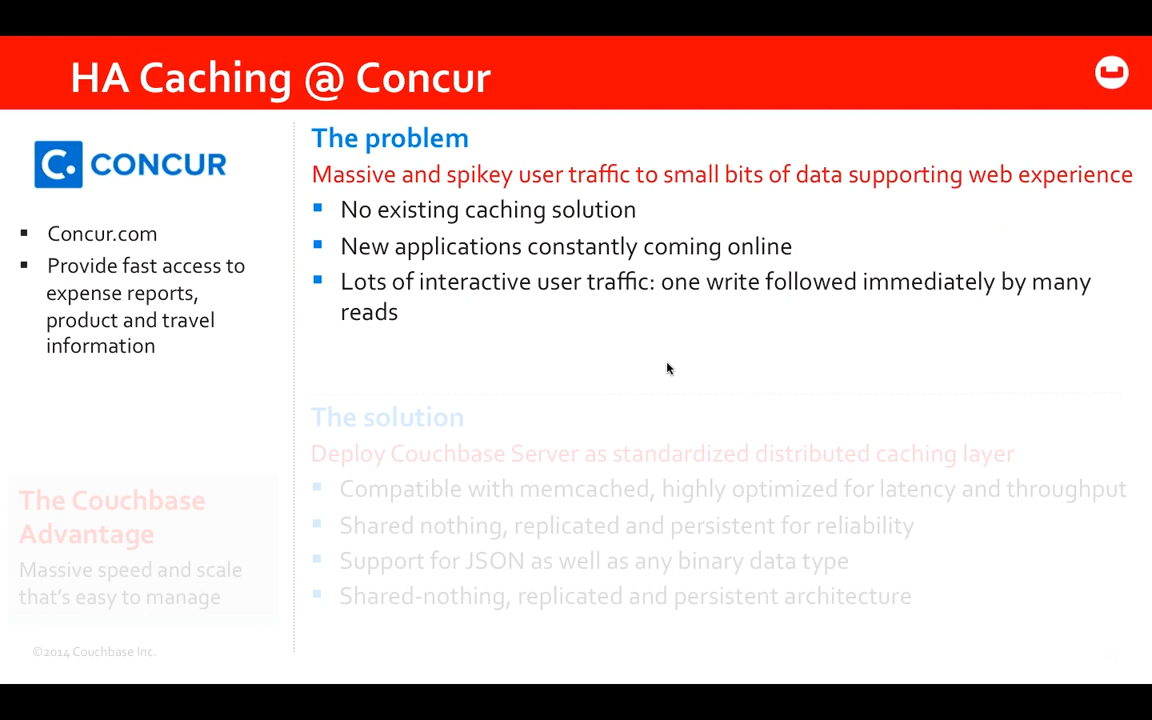 HA Caching @ Concur
C.
CONCUR
Concur.com
Provide fast access to
expense reports,
product and travel
information
The Couchbase
Advantage
Massive speed and scale
that's easy to manage
The problem
Massive and spikey user traffic to small bits of data supporting web experience
No existing caching solution
New applications constantly coming online
Lots of interactive user traffic: one write followed immediately by many
reads
The solution
Deploy Couchbase Server as standardized distributed caching layer
Compatible with memcached, highly optimized for latency and throughput
Shared nothing, replicated and persistent for reliability
Support for JSON as well as any binary data type
Shared-nothing, replicated and persistent architecture
©2014 Couchbase Inc.